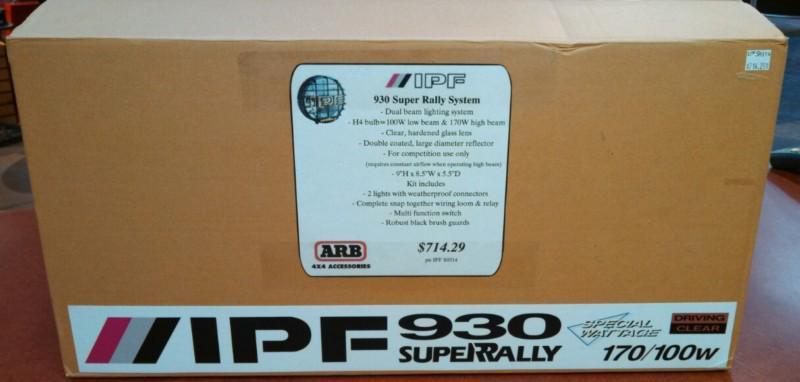 IPF
IPF
930 Super Rally System
- Dual beam lighting system
- H4 bulb=100W low beam & 170W high beam
- Clear, hardened glass lens
- Double coated, large diameter reflector
- For competition use only
(requires constant airflow when operating high beam)
- 9"H x 8.5"W x 5.5"D
Kit includes
- 2 lights with weatherproof connectors
- Complete snap together wiring loom & relay
- Multi function switch
- Robust black brush guards
ARB
4X4 ACCESSORIES
$714.29
pn IPF
IPF 930
SUPER RALLY
SPECIAL
WATTAGE
DRIVING
CLEAR
170/100w